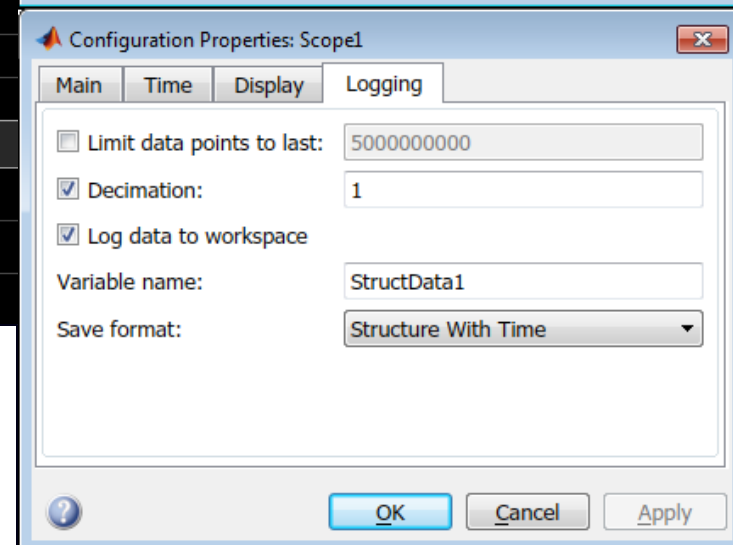 Configuration Properties: Scope1
Main Time Display Logging
Limit data points to last: 5000000000
Decimation: 1
Log data to workspace
Variable name: StructData1
Save format: Structure With Time
? OK Cancel Apply